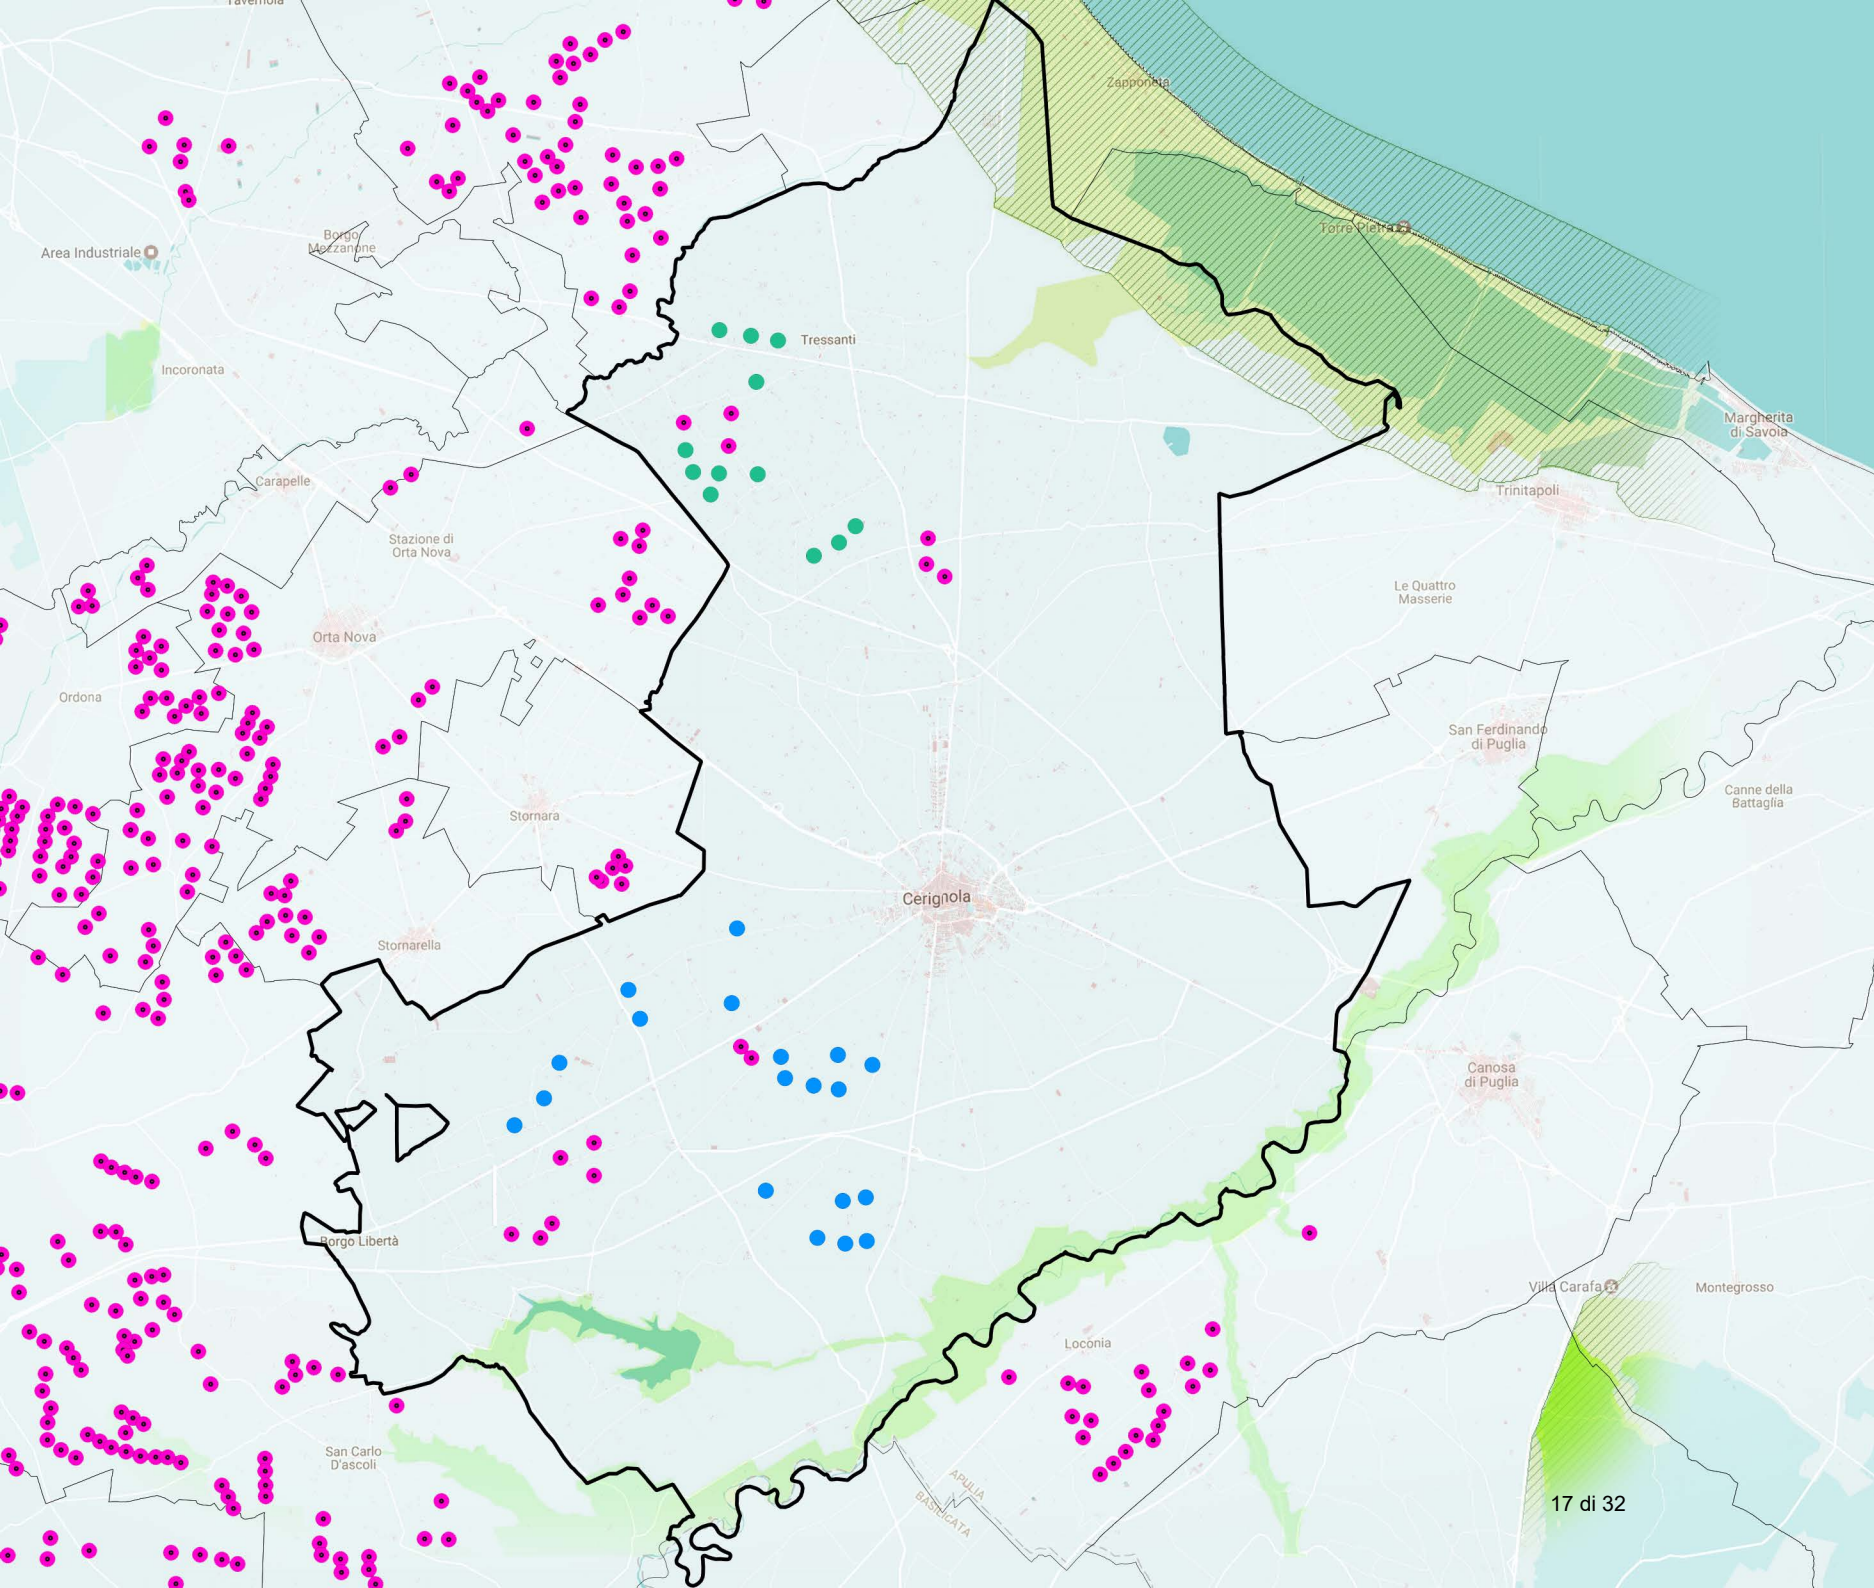 Tavernola
Zapponeta
Torre Pietra
Borgo
Mezzanone
Area Industriale
Tressanti
Incoronata
Margherita
di Savoia
Carapelle
Trinitapoli
Stazione di
Orta Nova
Le Quattro
Masserie
Orta Nova
Ordona
San Ferdinando
di Puglia
Canne della
Battaglia
Stornara
Cerignola
Stornarella
Canosa
di Puglia
Borgo Libertà
Villa Carafa
Montegrosso
Loconia
San Carlo
D'ascoli
APULIA
BASILICATA
17 di 32